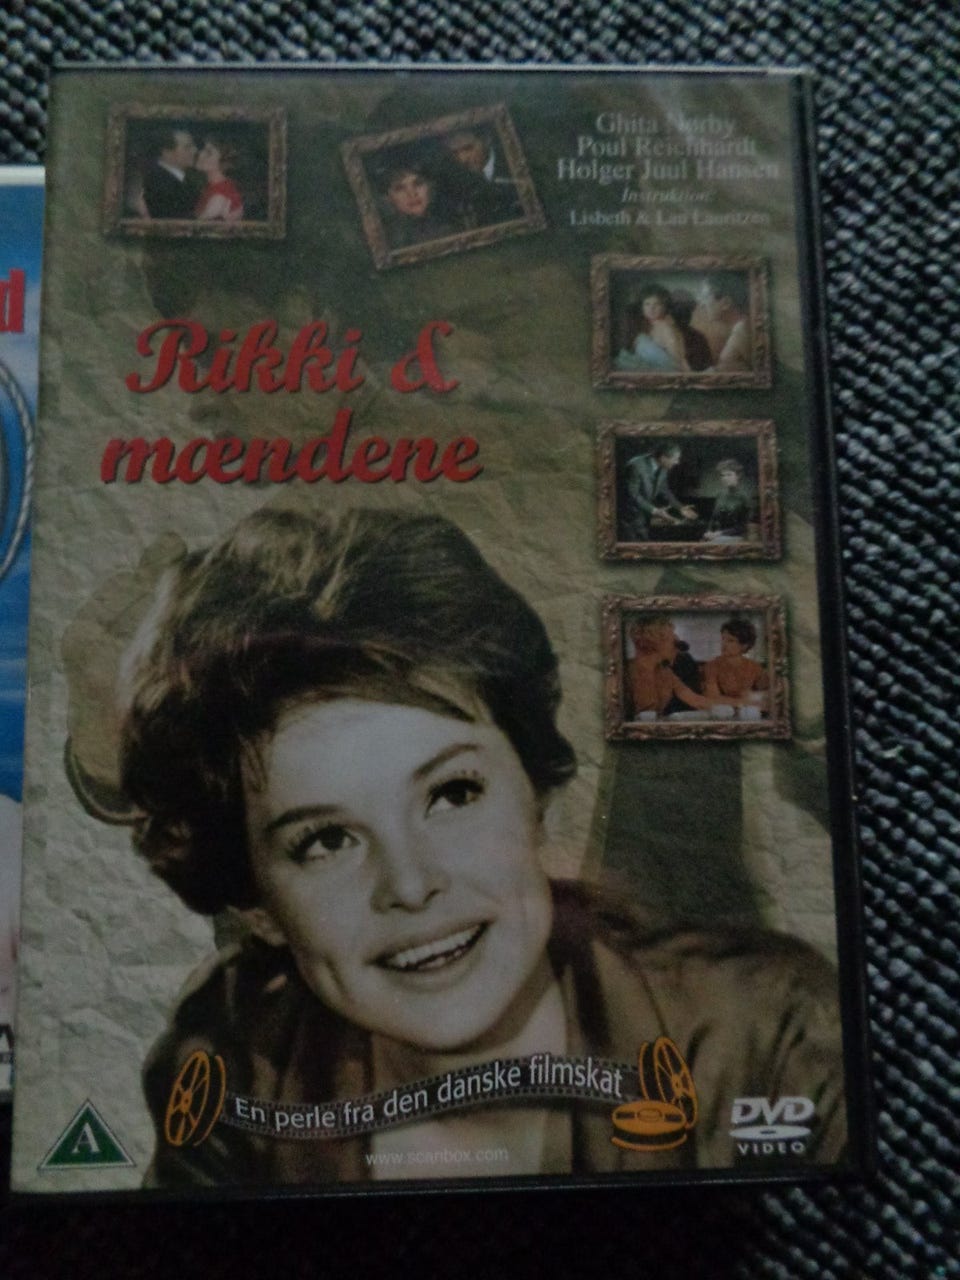 Ghita Nørby
Poul Reichhardt
Holger Juul Hansen
Instruktion:
Lisbeth & Lau Lauritzen
Rikki &
mændene
En perle fra den danske filmskat
A
www.scanbox.com
DVD
VIDEO
d